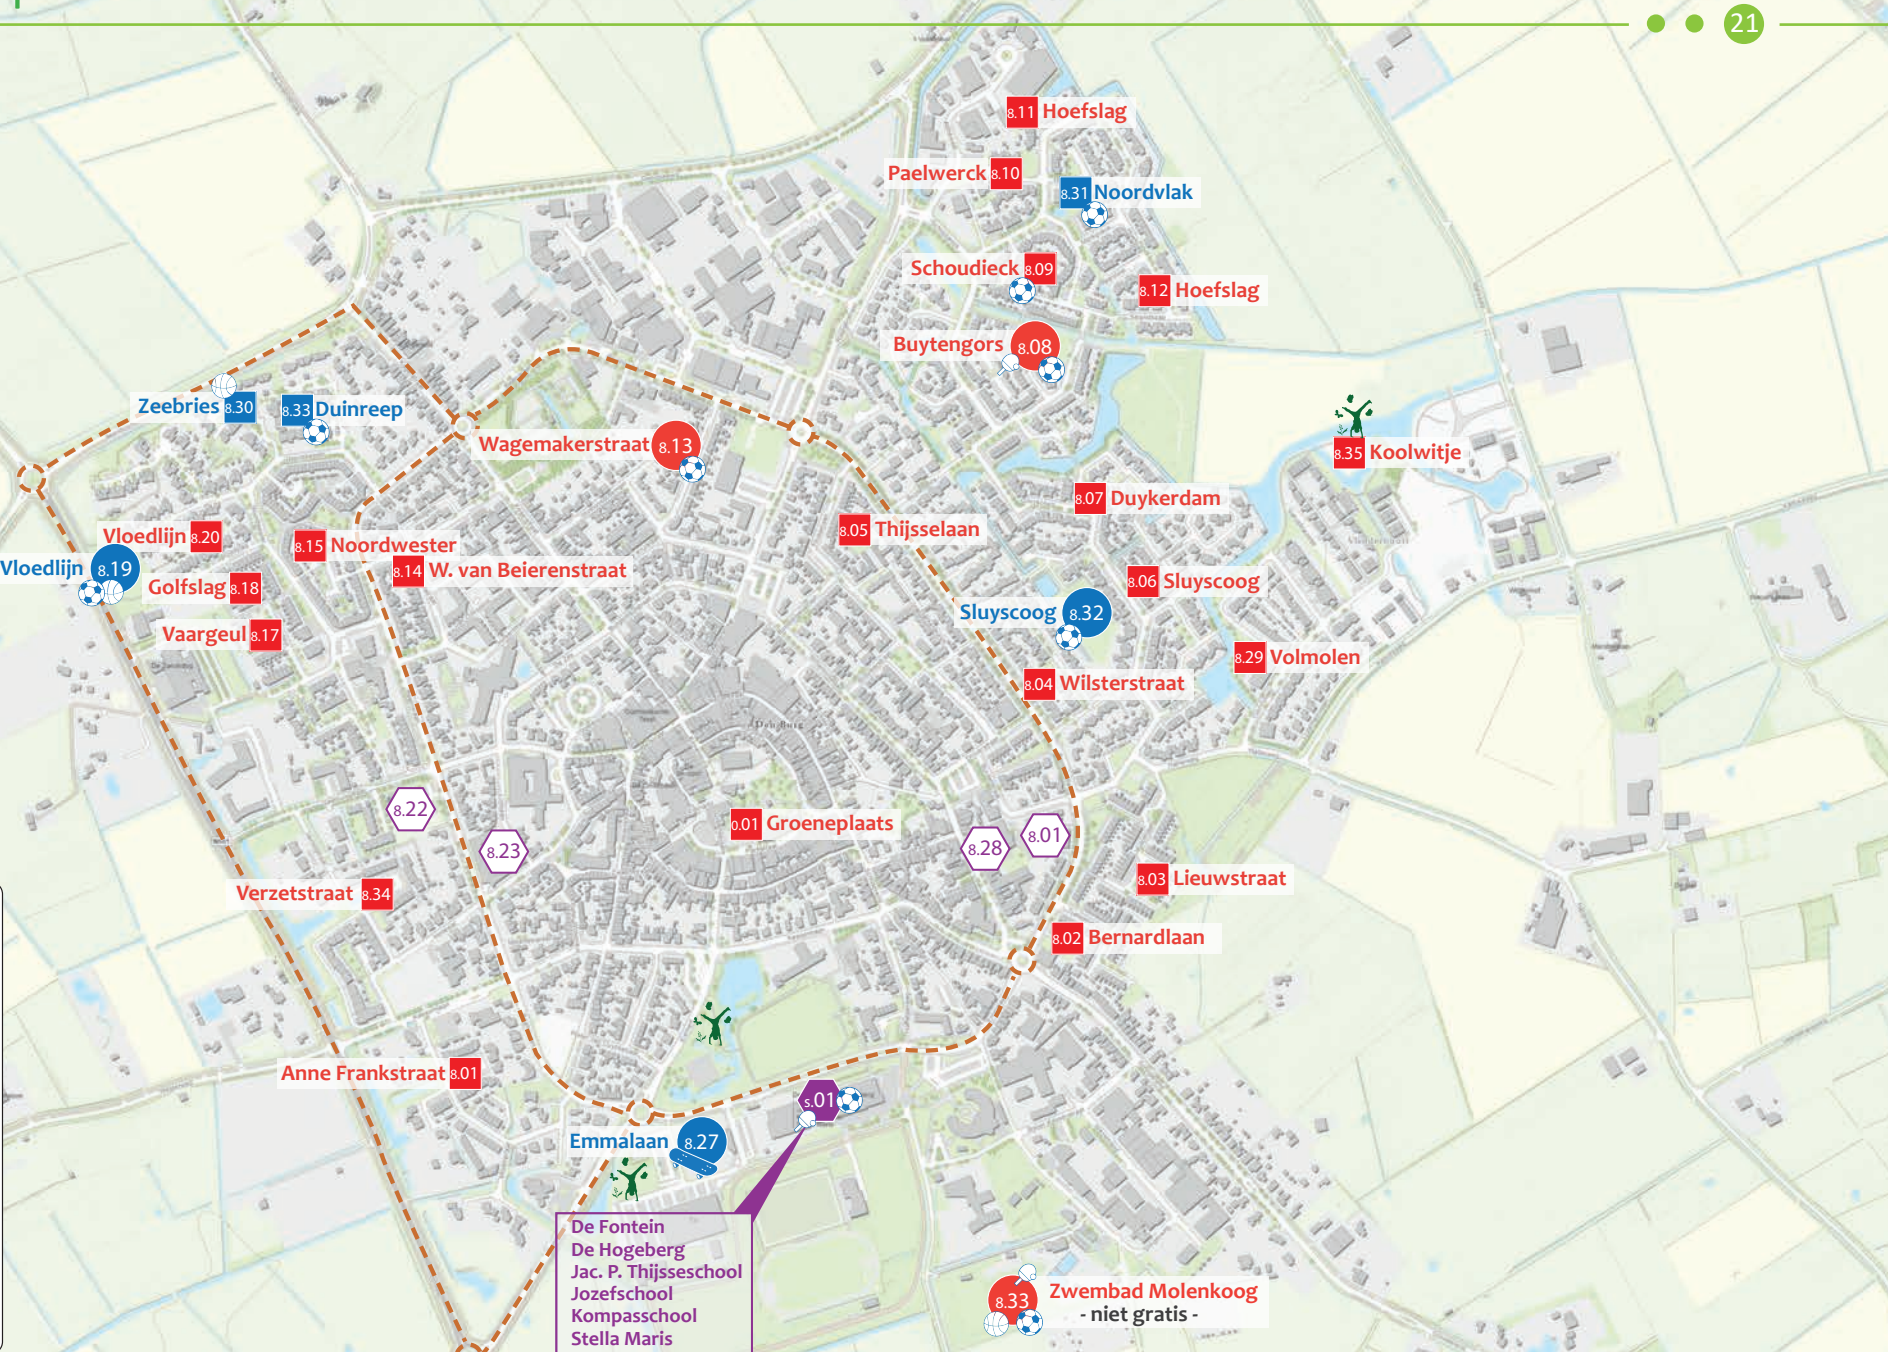 21
8.11 Hoefslag
Paelwerck 8.10
8.31 Noordvlak
Schoudieck 8.09
8.12 Hoefslag
Buytengors 8.08
Zeebries 8.30
8.33 Duinreep
Wagemakerstraat 8.13
8.35 Koolwitje
8.07 Duykerdam
Vloedlijn 8.20
8.15 Noordwester
8.05 Thijsselaan
Vloedlijn 8.19
8.14 W. van Beierenstraat
Golfslag 8.18
8.06 Sluyscoog
Sluyscoog 8.32
Vaargeul 8.17
8.29 Volmolen
8.04 Wilsterstraat
Den Burg
8.22
0.01 Groeneplaats
8.23
8.28
8.01
Verzetstraat 8.34
8.03 Lieuwstraat
8.02 Bernardlaan
Anne Frankstraat 8.01
s.01
Emmalaan 8.27
De Fontein
De Hogeberg
Jac. P. Thijsseschool
Jozefschool
Kompasschool
Stella Maris
8.33 Zwembad Molenkoog
- niet gratis -